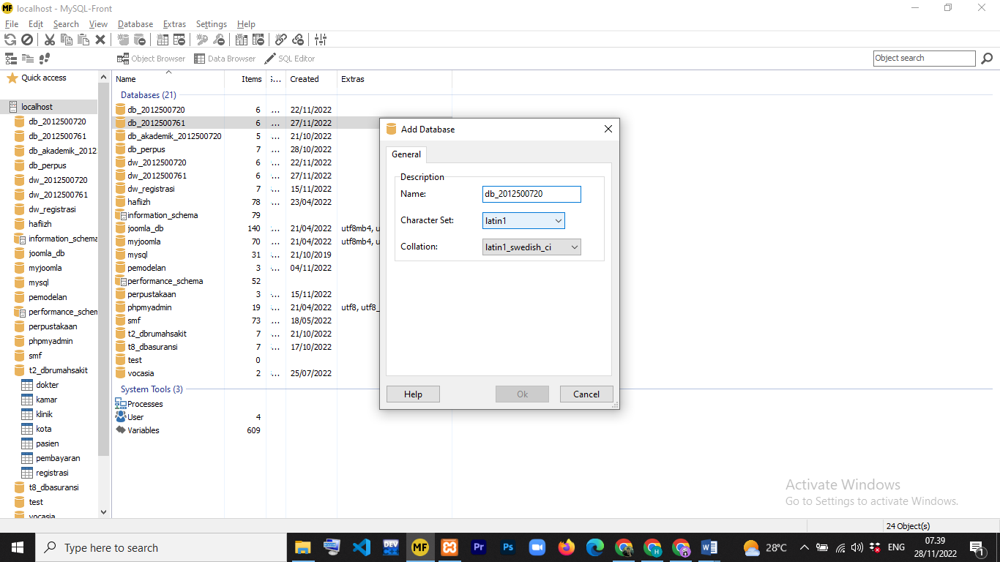 localhost - MySQL-Front
File Edit Search View Database Extras Settings Help
Object Browser Data Browser SQL Editor
Object search
Quick access
localhost
db_2012500720
db_2012500761
db_akademik_2012
db_perpus
dw_2012500720
dw_2012500761
dw_registrasi
hafiizh
information_schema
joomla_db
myjoomla
mysql
pemodelan
performance_schem
perpustakaan
phpmyadmin
smf
t2_dbrumahsakit
dokter
kamar
klinik
kota
pasien
pembayaran
registrasi
t8_dbasuransi
test
vocasia
Name Items S... Created Extras
Databases (21)
db_2012500720 6 ... 22/11/2022
db_2012500761 6 ... 27/11/2022
db_akademik_2012500720 5 ... 21/10/2022
db_perpus 7 ... 28/10/2022
dw_2012500720 6 ... 22/11/2022
dw_2012500761 6 ... 27/11/2022
dw_registrasi 7 ... 15/11/2022
hafiizh 78 ... 23/04/2022
information_schema 79
joomla_db 140 ... 21/04/2022 utf8mb4, u
myjoomla 70 ... 21/04/2022 utf8mb4, u
mysql 31 ... 21/10/2019
pemodelan 3 ... 04/11/2022
performance_schema 52
perpustakaan 3 ... 15/11/2022
phpmyadmin 19 ... 21/04/2022 utf8, utf8_
smf 73 ... 18/05/2022
t2_dbrumahsakit 7 ... 21/10/2022
t8_dbasuransi 7 ... 17/10/2022
test 0
vocasia 2 ... 25/07/2022
System Tools (3)
Processes
User 4
Variables 609
Add Database
General
Description
Name: db_2012500720
Character Set: latin1
Collation: latin1_swedish_ci
Help Ok Cancel
Activate Windows
Go to Settings to activate Windows.
24 Object(s)
Type here to search
DEV
MF
Pr
Ps
28°C
ENG
07.39
28/11/2022
1